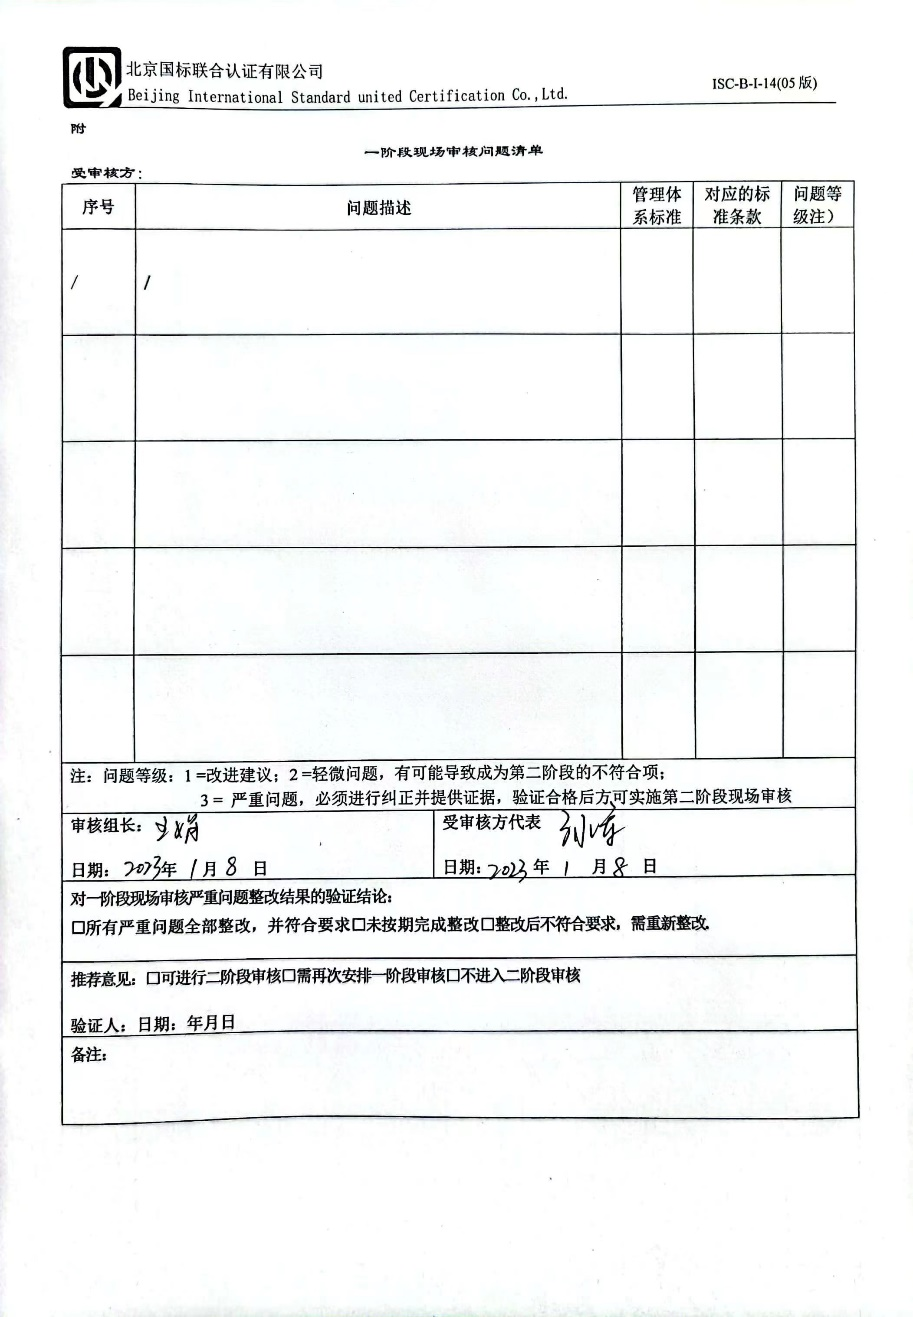 北京国标联合认证有限公司
Beijing International Standard united Certification Co.,Ltd.
ISC-B-I-14(05版)
附
一阶段现场审核问题清单
受审核方：
序号 问题描述 管理体系标准 对应的标准条款 问题等级注）
/ /
注：问题等级：1 =改进建议；2 =轻微问题，有可能导致成为第二阶段的不符合项；
3 = 严重问题，必须进行纠正并提供证据，验证合格后方可实施第二阶段现场审核
审核组长： 受审核方代表
日期：2023年 1月 8 日 日期：2023年 1 月 8 日
对一阶段现场审核严重问题整改结果的验证结论：
□所有严重问题全部整改，并符合要求□未按期完成整改□整改后不符合要求，需重新整改.
推荐意见：□可进行二阶段审核□需再次安排一阶段审核□不进入二阶段审核
验证人：日期：年月日
备注：